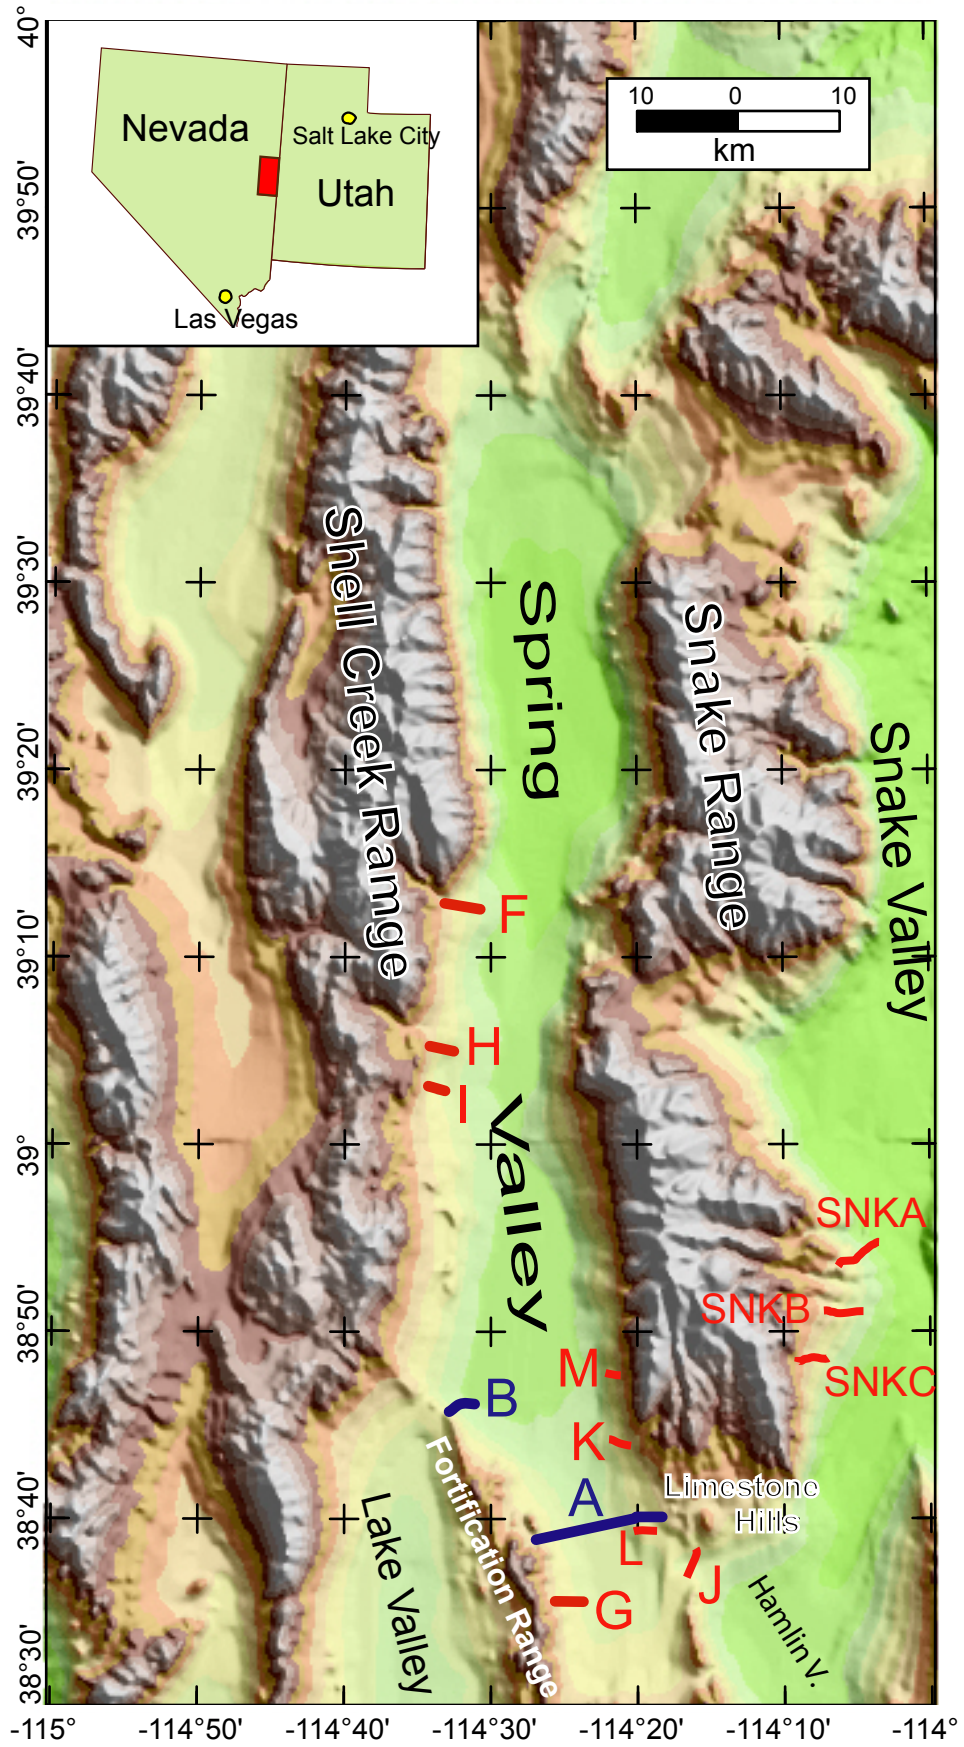 40°
39°50'
39°40'
39°30'
39°20'
39°10'
39°
38°50'
38°40'
38°30'
Nevada
Salt Lake City
Utah
Las Vegas
10 0 10
km
Shell Creek Ramge
Spring
Valley
Snake Range
Snake Valley
F
H
I
SNKA
SNKB
SNKC
M
B
K
A
Limestone
Hills
L
J
G
Fortification Range
Lake Valley
Hamlin V.
-115° -114°50' -114°40' -114°30' -114°20' -114°10' -114°